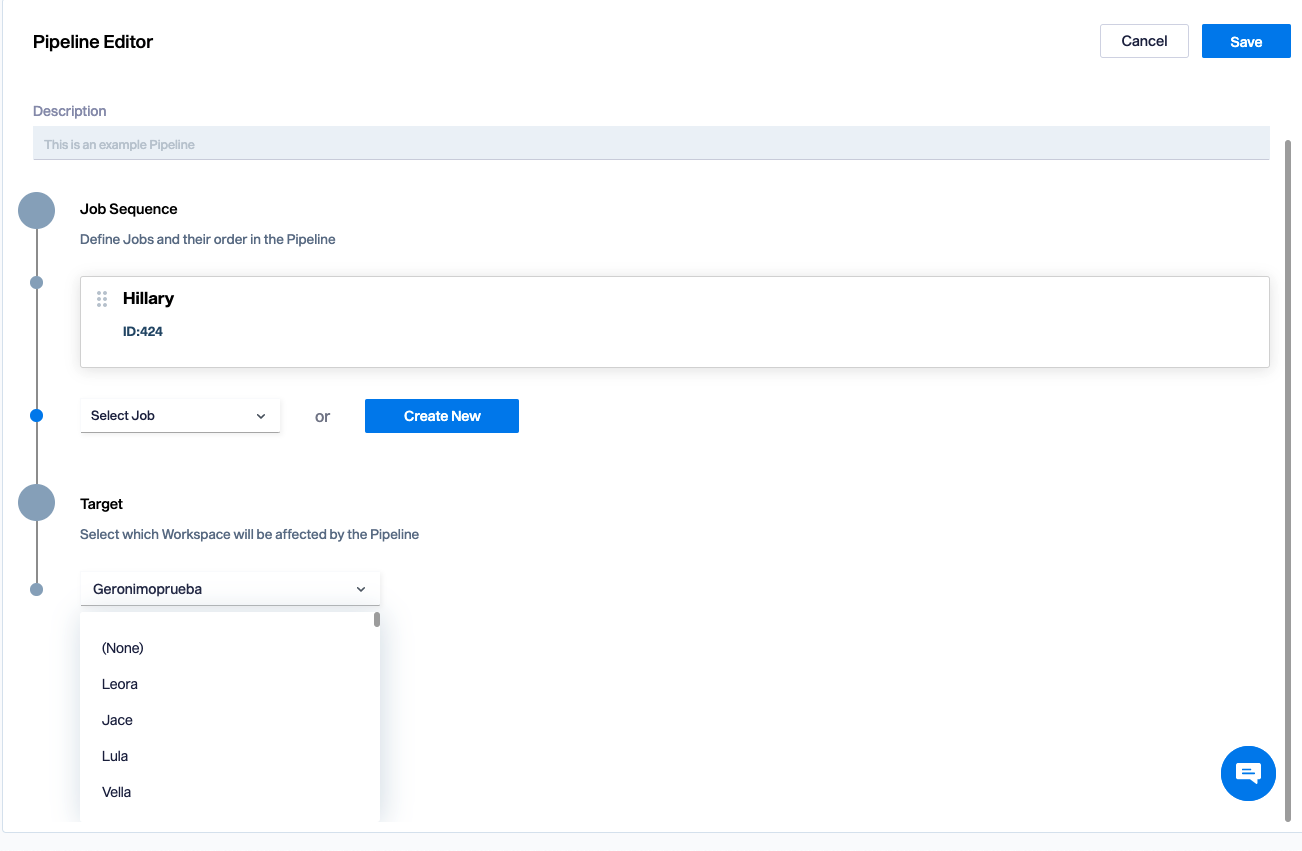 Pipeline Editor
Cancel
Save
Description
This is an example Pipeline
Job Sequence
Define Jobs and their order in the Pipeline
Hillary
ID:424
Select Job
or
Create New
Target
Select which Workspace will be affected by the Pipeline
Geronimoprueba
(None)
Leora
Jace
Lula
Vella